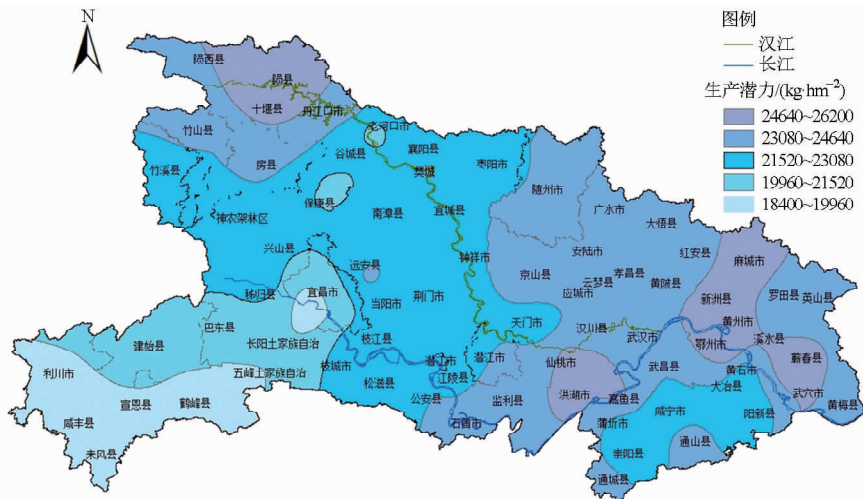 N
图例
汉江
长江
生产潜力/(kg·hm⁻²)
24640~26200
23080~24640
21520~23080
19960~21520
18400~19960
郧西县
郧县
十堰
丹江口市
老河口市
竹山县
谷城县
襄阳县
樊城
枣阳市
房县
竹溪县
保康县
南漳县
宜城县
随州市
广水市
大悟县
神农架林区
兴山县
远安县
钟祥市
安陆市
京山县
云梦县
孝昌县
红安县
黄陂县
麻城市
应城市
新洲县
罗田县
英山县
秭归县
宜昌市
当阳市
荆门市
天门市
汉川县
武汉市
黄州市
鄂州市
浠水县
巴东县
建始县
长阳土家族自治
枝江县
潜江市
潜江市
仙桃市
武昌县
黄石市
大冶县
蕲春县
利川市
五峰土家族自治
枝城市
松滋县
江陵县
公安县
监利县
洪湖市
嘉鱼县
武穴市
黄梅县
咸丰县
宣恩县
鹤峰县
石首市
蒲圻市
咸宁市
阳新县
来凤县
崇阳县
通山县
通城县